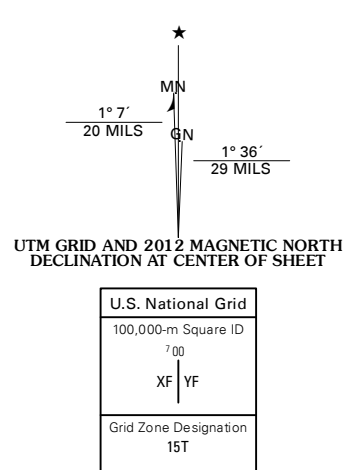 ★
MN
1° 7´
20 MILS
GN
1° 36´
29 MILS
UTM GRID AND 2012 MAGNETIC NORTH
DECLINATION AT CENTER OF SHEET
U.S. National Grid
100,000-m Square ID
⁷00
XF YF
Grid Zone Designation
15T